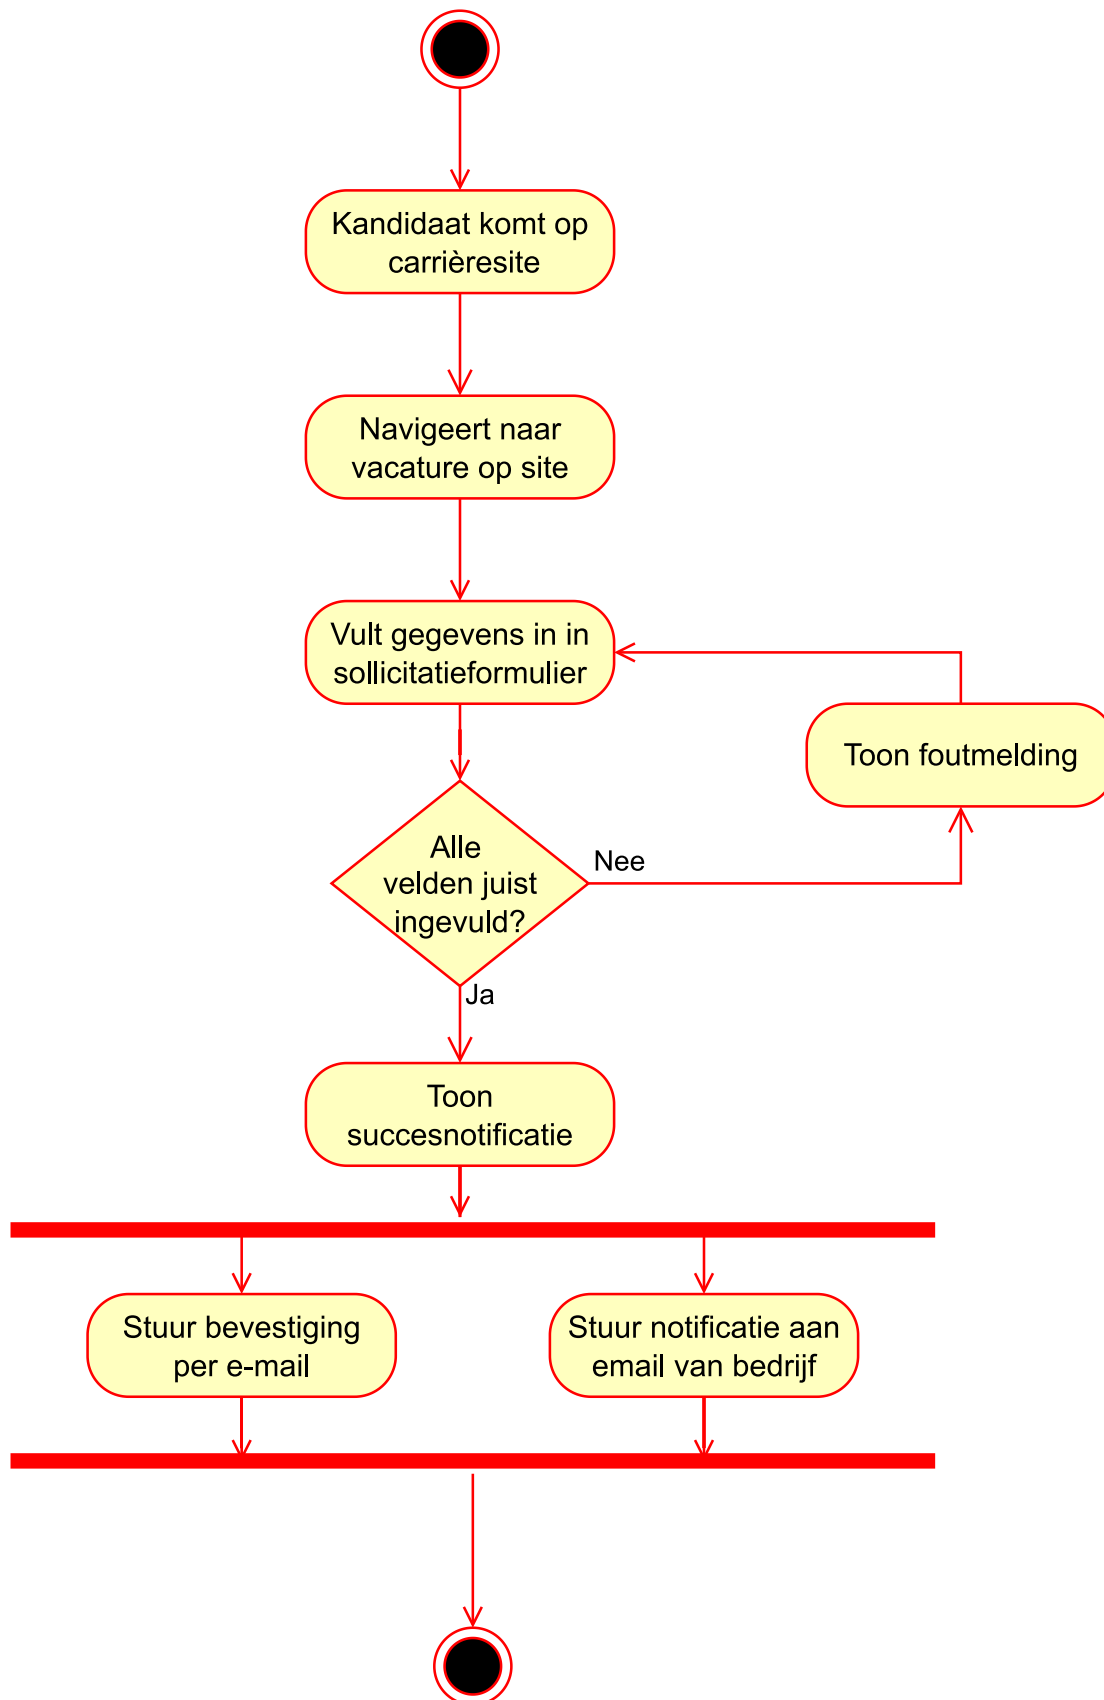 Kandidaat komt op
carrièresite
Navigeert naar
vacature op site
Vult gegevens in in
sollicitatieformulier
Toon foutmelding
Alle
velden juist
ingevuld?
Nee
Ja
Toon
succesnotificatie
Stuur bevestiging
per e-mail
Stuur notificatie aan
email van bedrijf